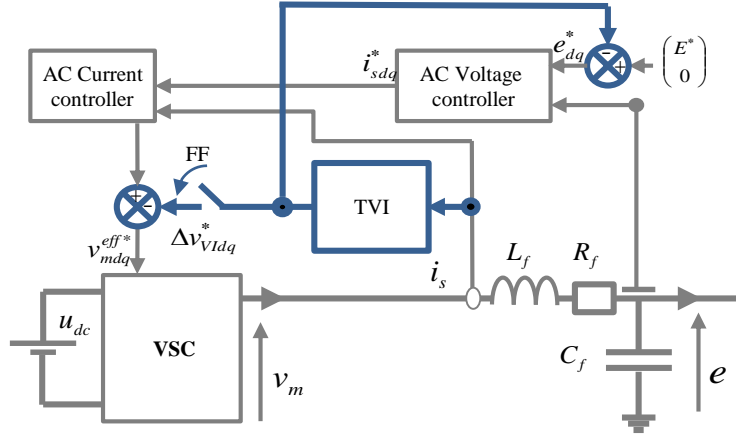 AC Current
controller
i*sdq
AC Voltage
controller
e*dq
−
+
(E*
0)
FF
+
−
TVI
Δv*VIdq
v^eff*_mdq
i_s
L_f
R_f
u_dc
VSC
v_m
C_f
e